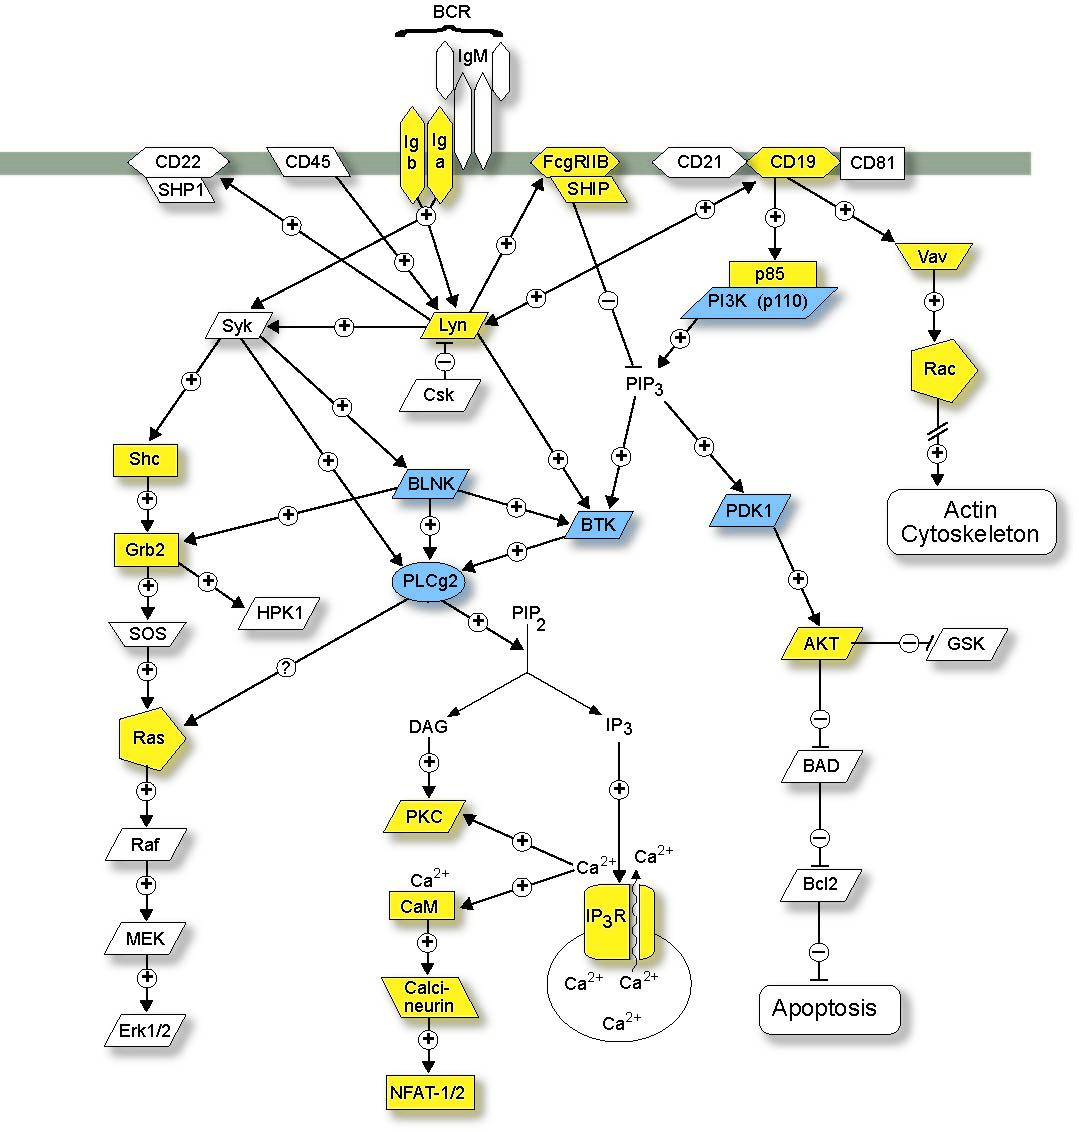 BCR
IgM
Ig
b
Ig
a
CD22
SHP1
CD45
FcgRIIB
SHIP
CD21
CD19
CD81
+
+
+
+
+
+
+
+
p85
PI3K (p110)
Vav
+
−
+
Rac
Syk
+
Lyn
−
Csk
+
PIP3
+
+
+
+
+
+
+
Shc
+
BLNK
+
+
+
BTK
PDK1
Actin
Cytoskeleton
Grb2
+
+
+
PLCg2
+
HPK1
SOS
+
PIP2
+
AKT
−
GSK
?
Ras
DAG
IP3
−
+
+
+
BAD
PKC
Raf
+
+
Ca2+
Ca2+
−
+
Ca2+
CaM
IP3R
Bcl2
MEK
+
−
+
Calci-
neurin
Ca2+
Ca2+
Ca2+
Apoptosis
Erk1/2
+
NFAT-1/2